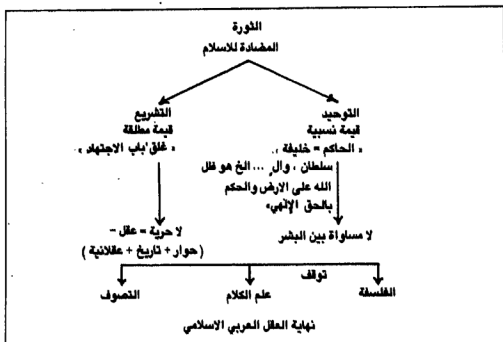 الثورة
المضادة للاسلام
التوحيد
قيمة نسبية
« الحاكم = خليفة ،
سلطان ، وال ... الخ هو ظل
الله على الارض والحكم
بالحق الإلهي»
لا مساواة بين البشر
التشريع
قيمة مطلقة
« غلق باب الاجتهاد »
لا حرية = عقل –
( حوار + تاريخ + عقلانية )
توقف
الفلسفة
علم الكلام
التصوف
نهاية العقل العربي الاسلامي